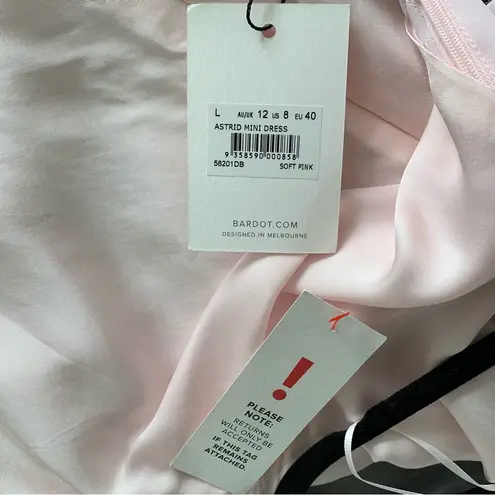 L AU/UK 12 US 8 EU 40
ASTRID MINI DRESS
9 358590 000858
58201DB SOFT PINK
BARDOT.COM
DESIGNED IN MELBOURNE
!
PLEASE
NOTE:
RETURNS
WILL ONLY BE
ACCEPTED
IF THIS TAG
REMAINS
ATTACHED.